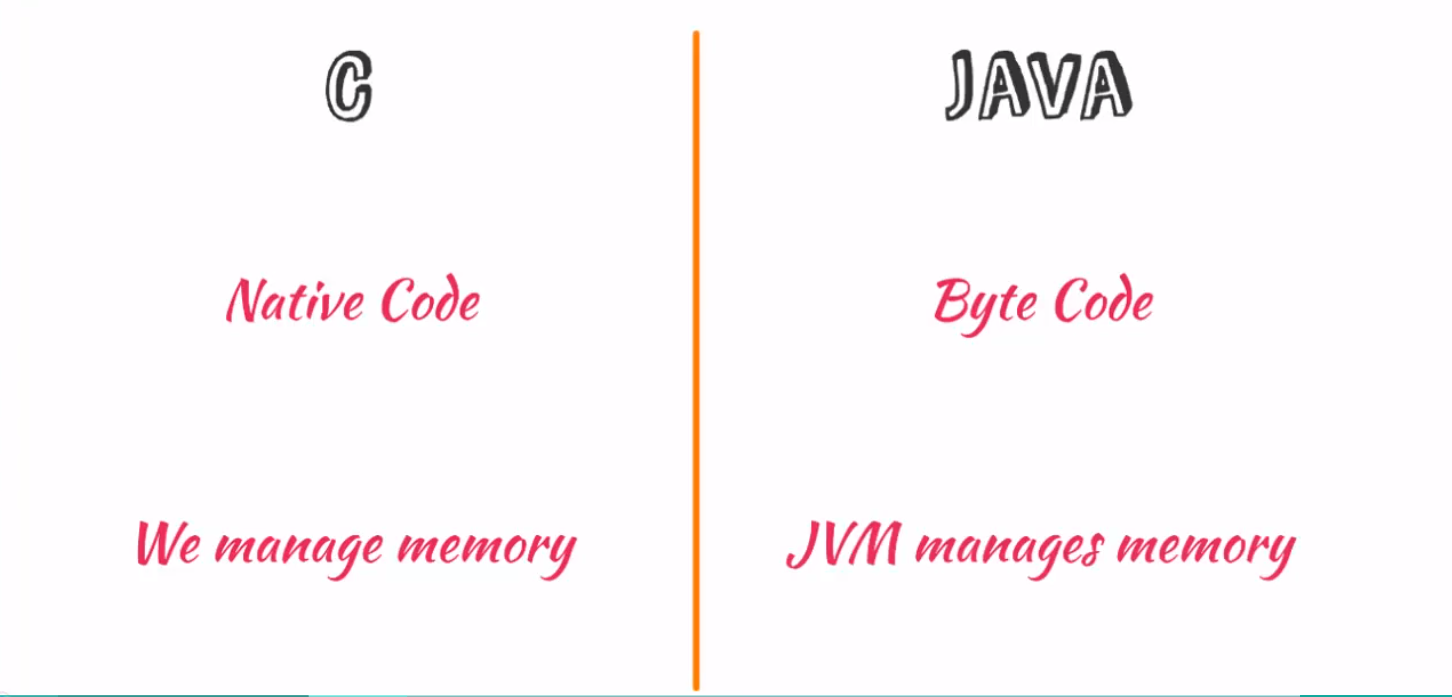 C
JAVA
Native Code
Byte Code
We manage memory
JVM manages memory